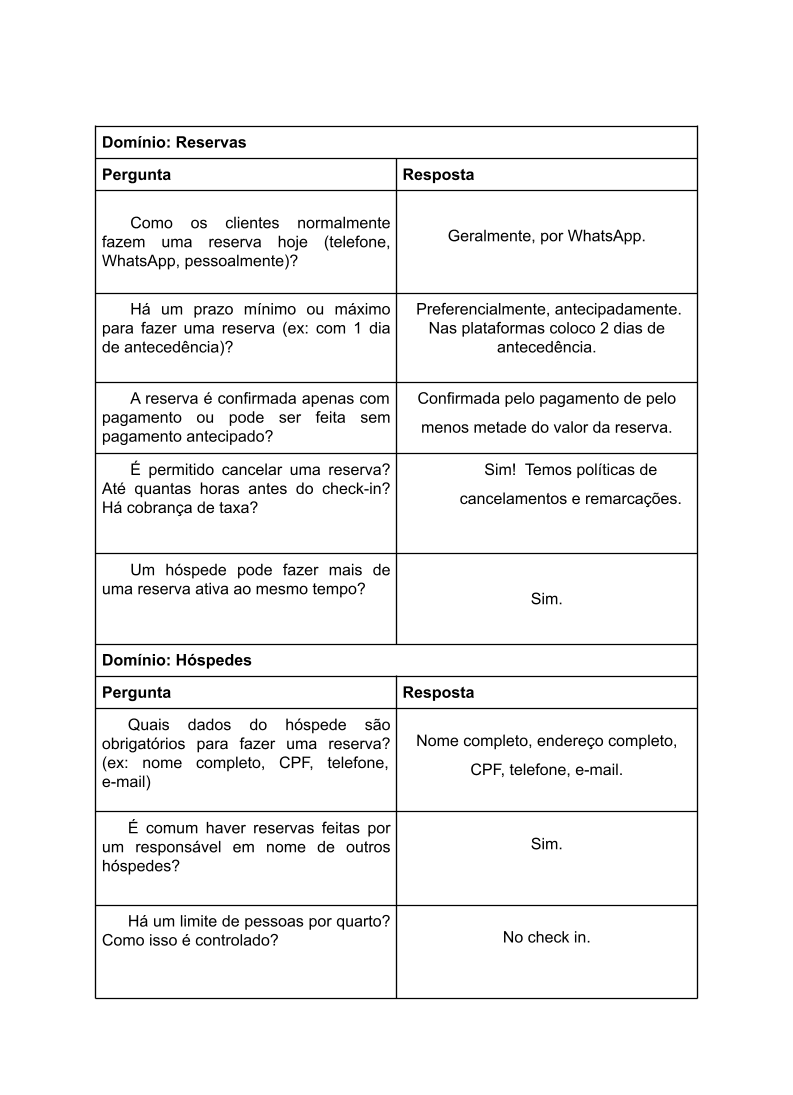 Domínio: Reservas
Pergunta
Resposta
Como os clientes normalmente
fazem uma reserva hoje (telefone,
WhatsApp, pessoalmente)?
Geralmente, por WhatsApp.
Há um prazo mínimo ou máximo
para fazer uma reserva (ex: com 1 dia
de antecedência)?
Preferencialmente, antecipadamente.
Nas plataformas coloco 2 dias de
antecedência.
A reserva é confirmada apenas com
pagamento ou pode ser feita sem
pagamento antecipado?
Confirmada pelo pagamento de pelo
menos metade do valor da reserva.
É permitido cancelar uma reserva?
Até quantas horas antes do check-in?
Há cobrança de taxa?
Sim!  Temos políticas de
cancelamentos e remarcações.
Um hóspede pode fazer mais de
uma reserva ativa ao mesmo tempo?
Sim.
Domínio: Hóspedes
Pergunta
Resposta
Quais dados do hóspede são
obrigatórios para fazer uma reserva?
(ex: nome completo, CPF, telefone,
e-mail)
Nome completo, endereço completo,
CPF, telefone, e-mail.
É comum haver reservas feitas por
um responsável em nome de outros
hóspedes?
Sim.
Há um limite de pessoas por quarto?
Como isso é controlado?
No check in.